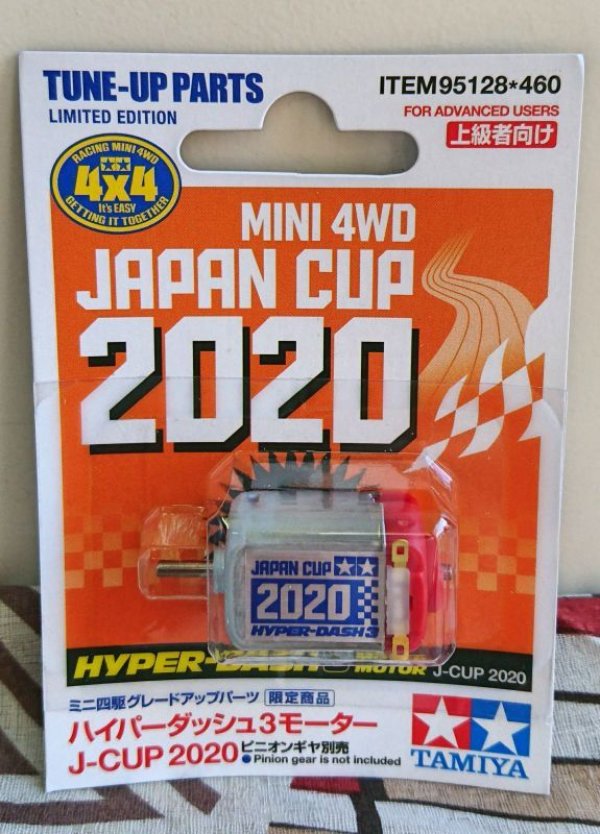 TUNE-UP PARTS
LIMITED EDITION
ITEM 95128*460
FOR ADVANCED USERS
上級者向け
RACING MINI 4WD
4x4
It's EASY
GETTING IT TOGETHER
MINI 4WD
JAPAN CUP
2020
JAPAN CUP
2020
HYPER-DASH3
HYPER-DASH 3 MOTOR J-CUP 2020
ミニ四駆グレードアップパーツ 限定商品
ハイパーダッシュ3モーター
J-CUP 2020 ピニオンギヤ別売
●Pinion gear is not included
TAMIYA